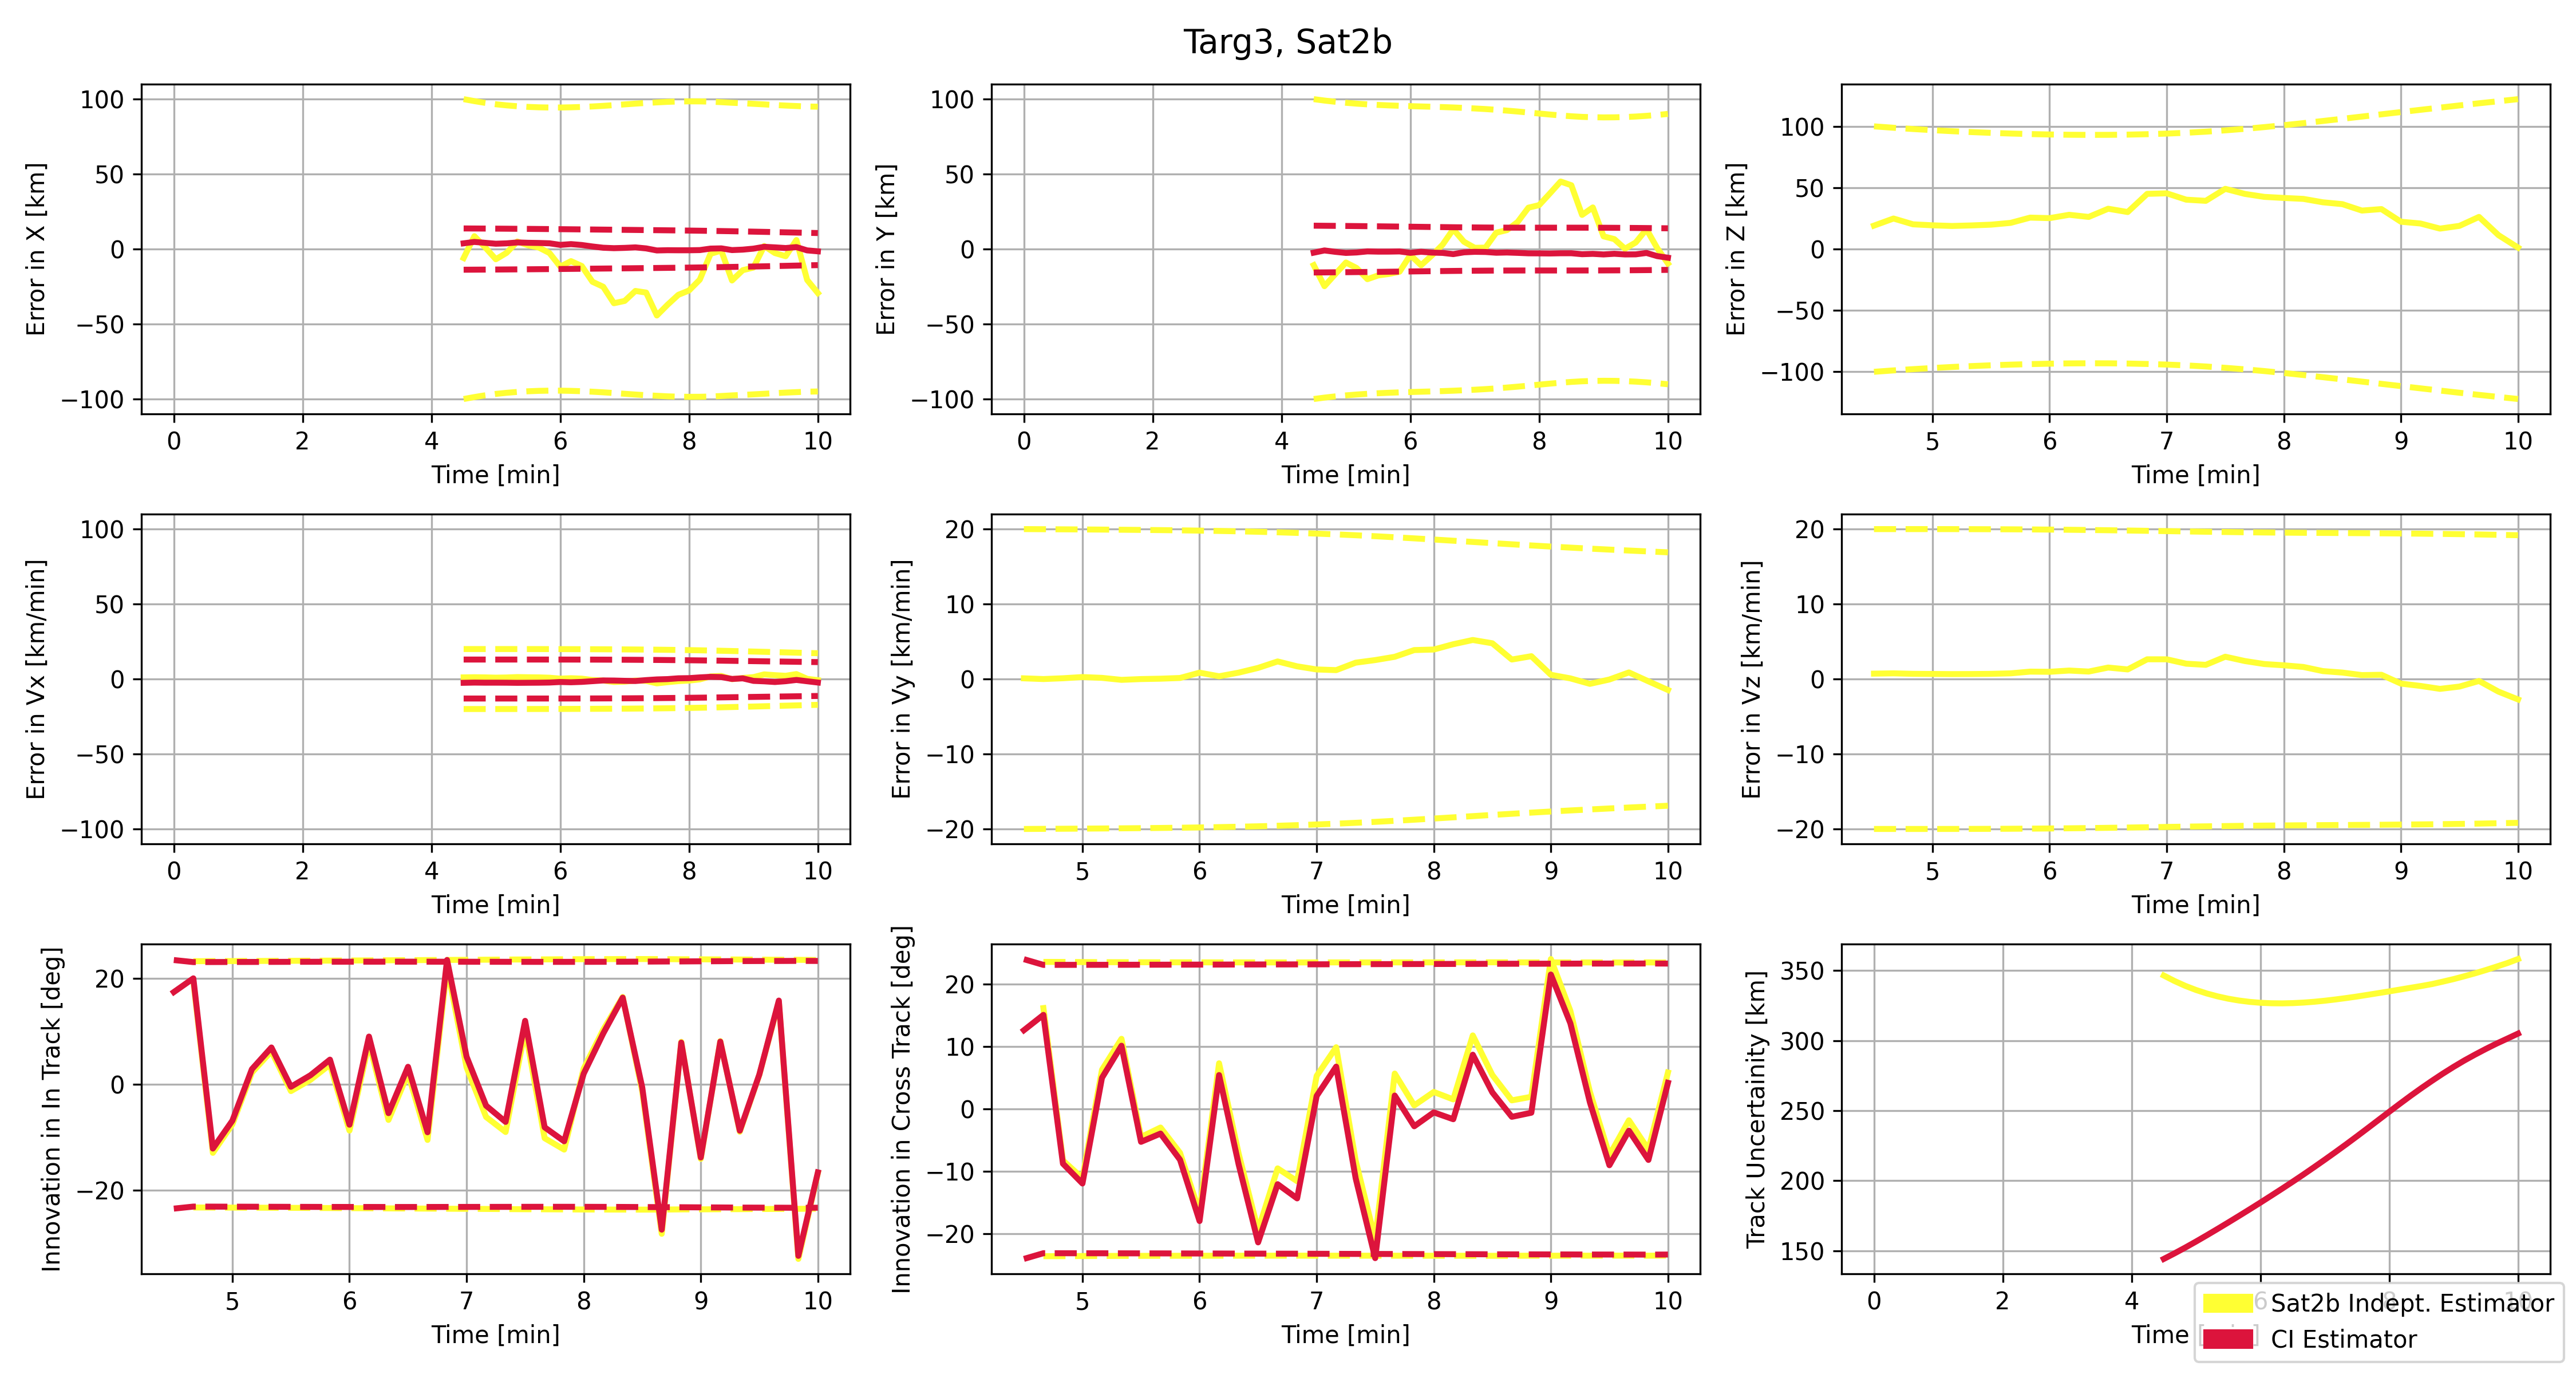 Targ3, Sat2b
Error in X [km]
100
50
0
−50
−100
0 2 4 6 8 10
Time [min]
Error in Y [km]
100
50
0
−50
−100
0 2 4 6 8 10
Time [min]
Error in Z [km]
100
50
0
−50
−100
5 6 7 8 9 10
Time [min]
Error in Vx [km/min]
100
50
0
−50
−100
0 2 4 6 8 10
Time [min]
Error in Vy [km/min]
20
10
0
−10
−20
5 6 7 8 9 10
Time [min]
Error in Vz [km/min]
20
10
0
−10
−20
5 6 7 8 9 10
Time [min]
Innovation in In Track [deg]
20
0
−20
5 6 7 8 9 10
Time [min]
Innovation in Cross Track [deg]
20
10
0
−10
−20
5 6 7 8 9 10
Time [min]
Track Uncertainity [km]
350
300
250
200
150
0 2 4 6 8 10
Time
Sat2b Indept. Estimator
CI Estimator